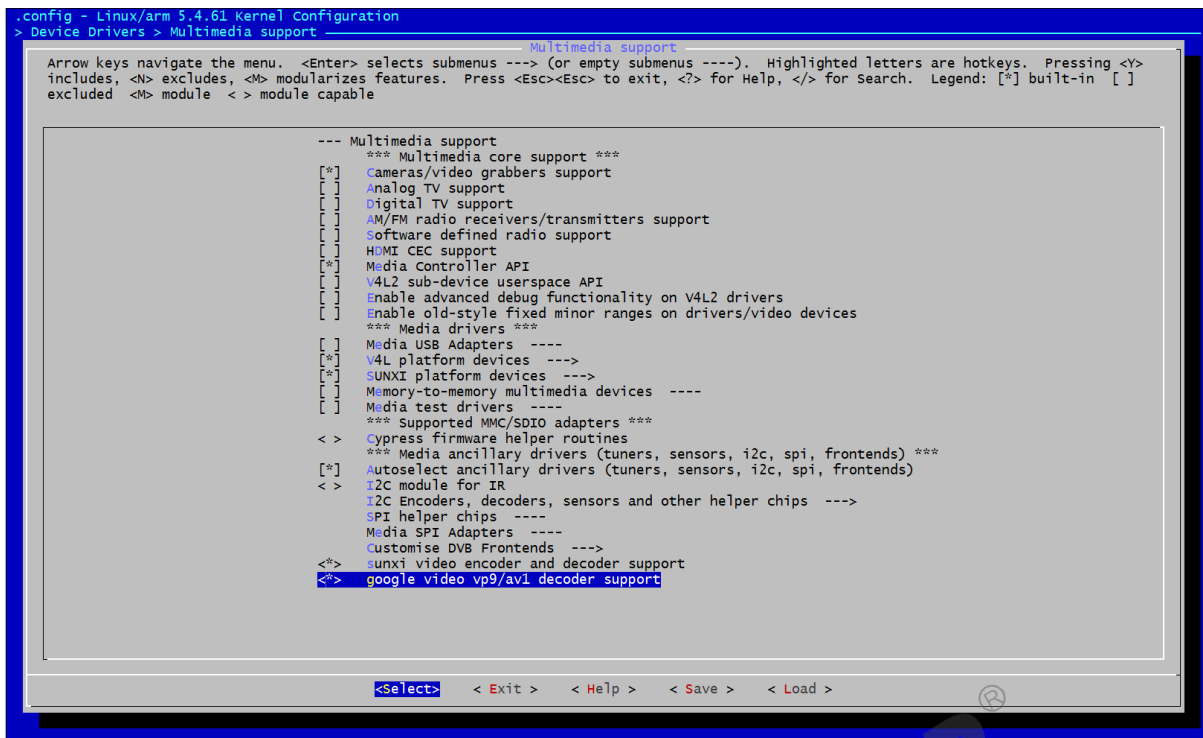 .config - Linux/arm 5.4.61 Kernel Configuration
> Device Drivers > Multimedia support
Multimedia support
Arrow keys navigate the menu. <Enter> selects submenus ---> (or empty submenus ----). Highlighted letters are hotkeys. Pressing <Y>
includes, <N> excludes, <M> modularizes features. Press <Esc><Esc> to exit, <?> for Help, </> for Search. Legend: [*] built-in [ ]
excluded <M> module < > module capable
--- Multimedia support
*** Multimedia core support ***
[*] Cameras/video grabbers support
[ ] Analog TV support
[ ] Digital TV support
[ ] AM/FM radio receivers/transmitters support
[ ] Software defined radio support
[ ] HDMI CEC support
[*] Media Controller API
[ ] V4L2 sub-device userspace API
[ ] Enable advanced debug functionality on V4L2 drivers
[ ] Enable old-style fixed minor ranges on drivers/video devices
*** Media drivers ***
[ ] Media USB Adapters ----
[*] V4L platform devices --->
[*] SUNXI platform devices --->
[ ] Memory-to-memory multimedia devices ----
[ ] Media test drivers ----
*** Supported MMC/SDIO adapters ***
< > Cypress firmware helper routines
*** Media ancillary drivers (tuners, sensors, i2c, spi, frontends) ***
[*] Autoselect ancillary drivers (tuners, sensors, i2c, spi, frontends)
< > I2C module for IR
I2C Encoders, decoders, sensors and other helper chips --->
SPI helper chips ----
Media SPI Adapters ----
Customise DVB Frontends --->
<*> sunxi video encoder and decoder support
<*> google video vp9/av1 decoder support
<Select> < Exit > < Help > < Save > < Load >
®